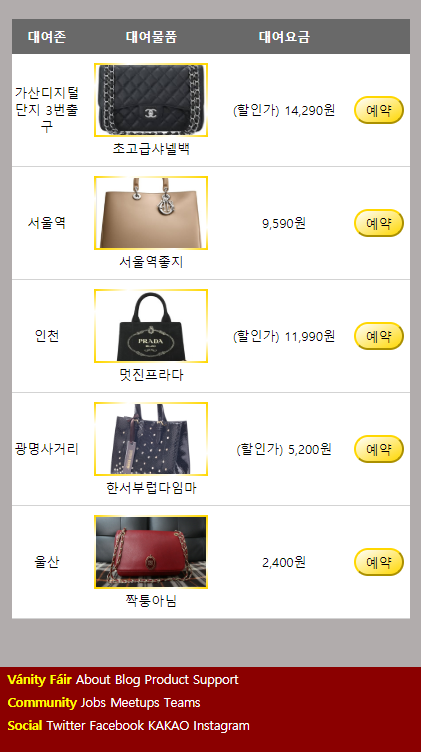 대여존 대여물품 대여요금
가산디지털
단지 3번출
구
CHANEL
초고급샤넬백
(할인가) 14,290원
예약
서울역
서울역좋지
9,590원
예약
인천
PRADA
MILANO
멋진프라다
(할인가) 11,990원
예약
광명사거리
한서부럽다임마
(할인가) 5,200원
예약
울산
짝퉁아님
2,400원
예약
Vánity Fáir About Blog Product Support
Community Jobs Meetups Teams
Social Twitter Facebook KAKAO Instagram